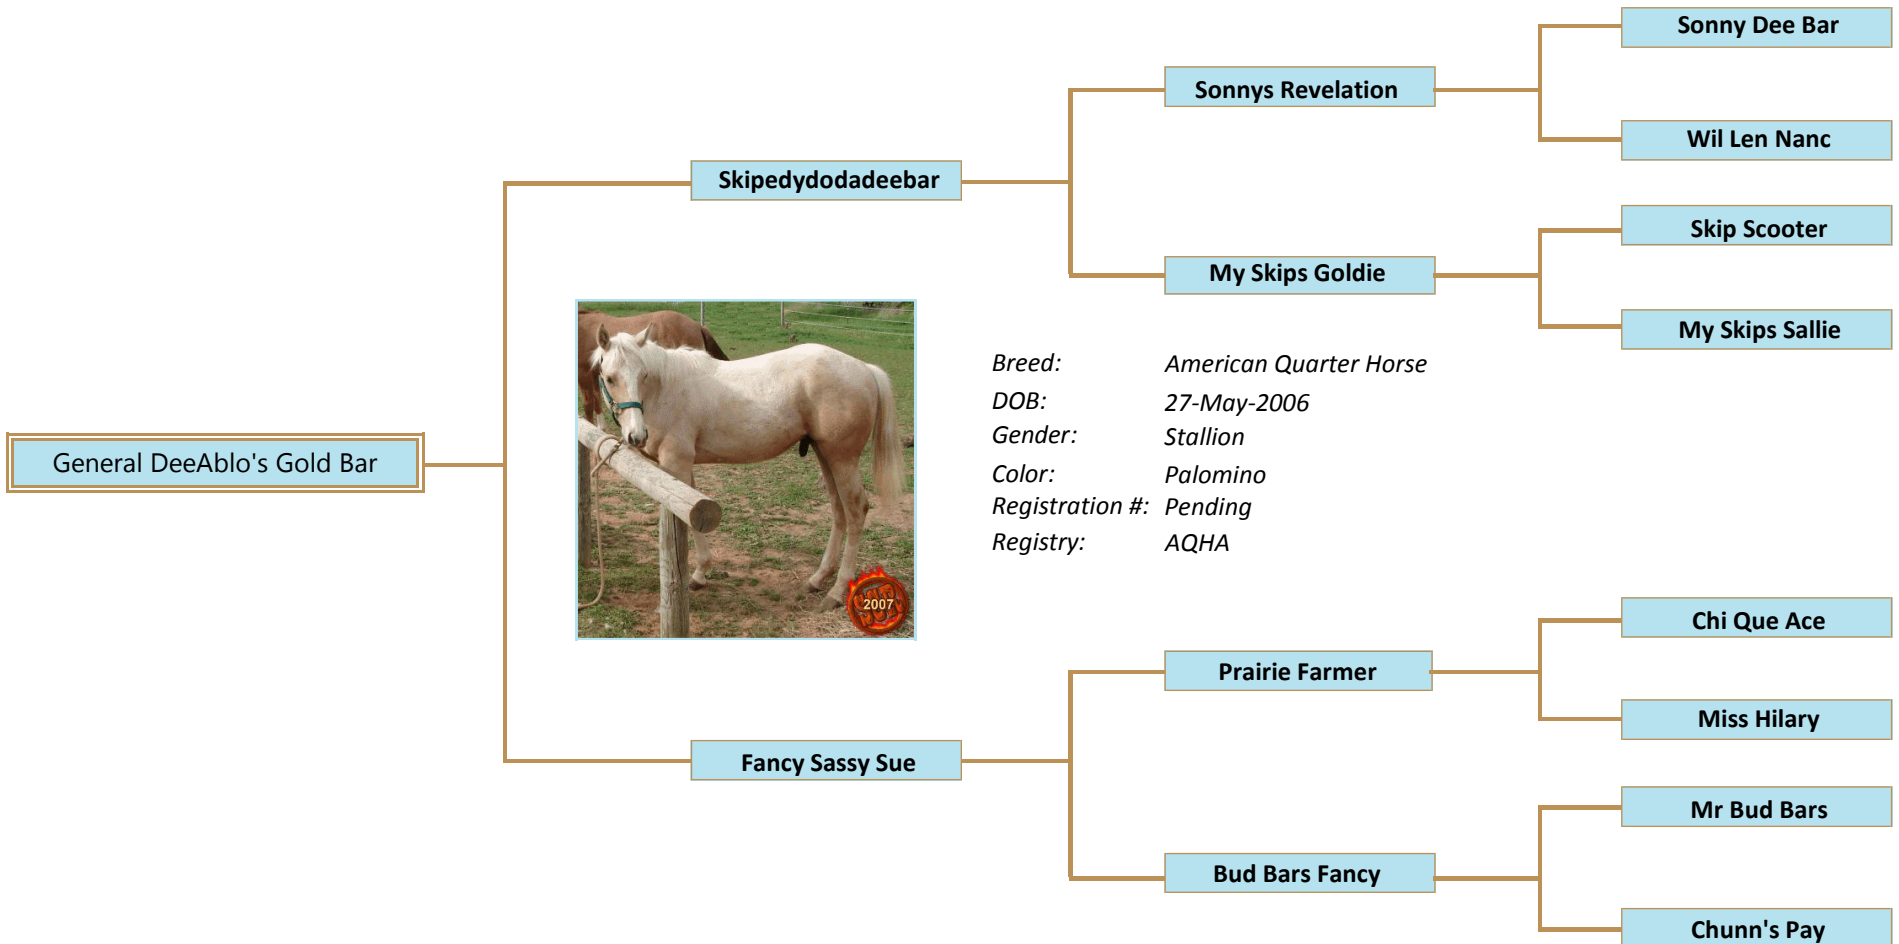 Sonny Dee Bar
Sonnys Revelation
Wil Len Nanc
Skipedydodadeebar
Skip Scooter
My Skips Goldie
My Skips Sallie
Breed: American Quarter Horse
DOB: 27-May-2006
General DeeAblo's Gold Bar
Gender: Stallion
Color: Palomino
Registration #: Pending
Registry: AQHA
2007
Chi Que Ace
Prairie Farmer
Miss Hilary
Fancy Sassy Sue
Mr Bud Bars
Bud Bars Fancy
Chunn's Pay